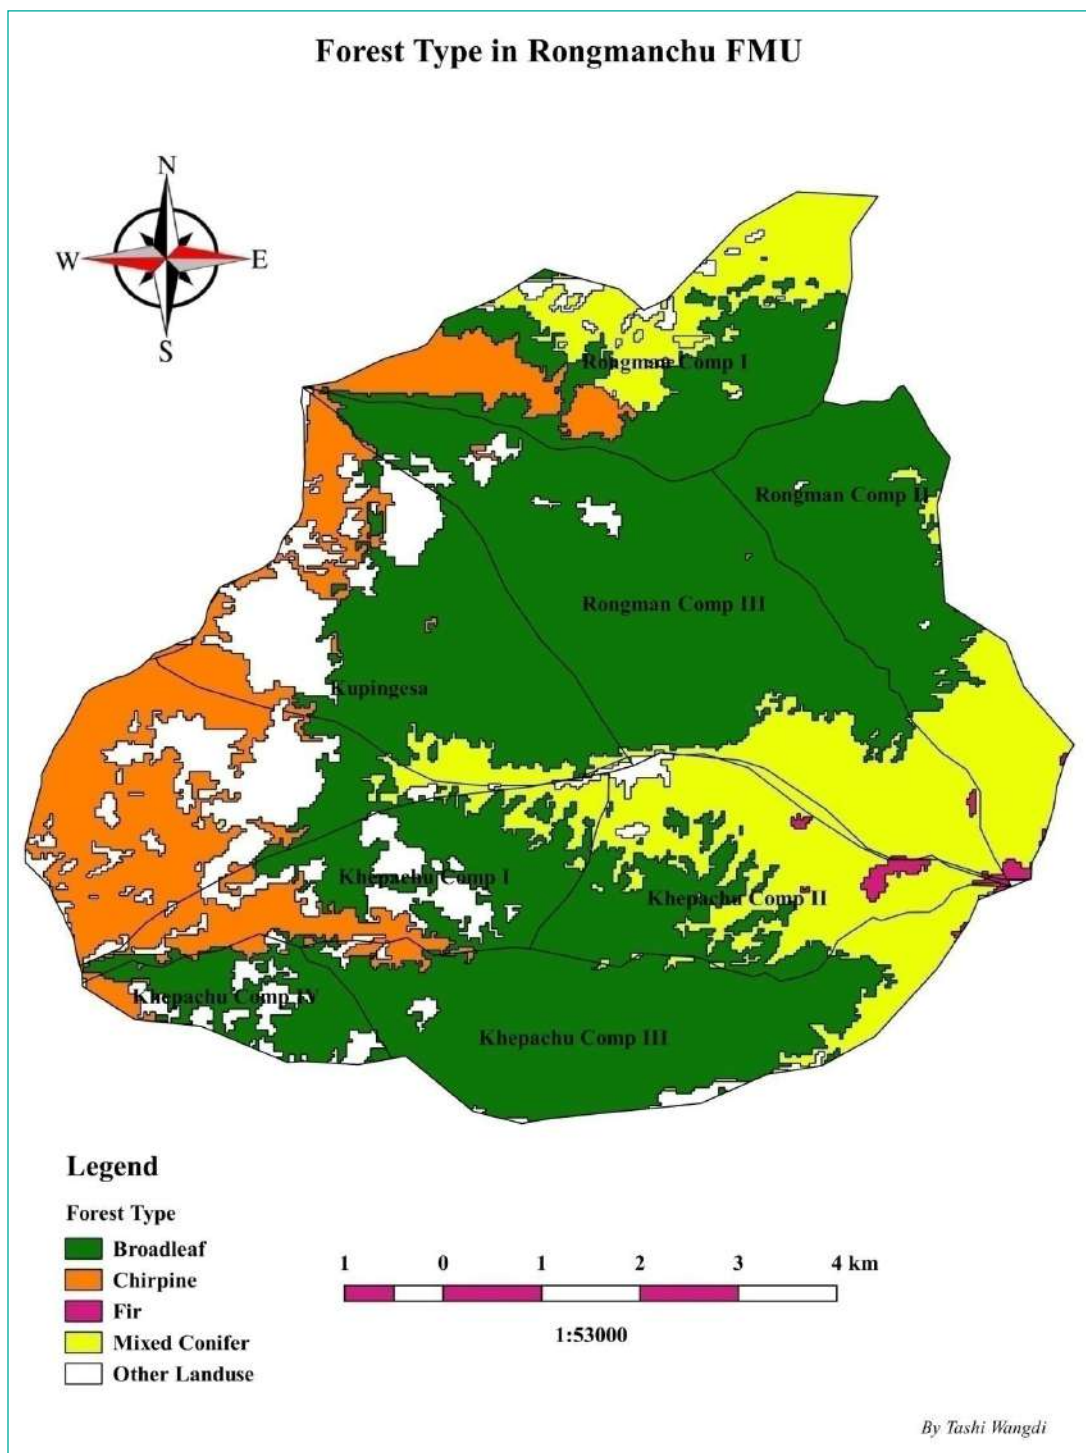 Forest Type in Rongmanchu FMU
N
W E
S
Rongman Comp I
Rongman Comp II
Rongman Comp III
Kupingesa
Khepachu Comp I
Khepachu Comp II
Khepachu Comp IV
Khepachu Comp III
Legend
Forest Type
Broadleaf
Chirpine
Fir
Mixed Conifer
Other Landuse
1 0 1 2 3 4 km
1:53000
By Tashi Wangdi